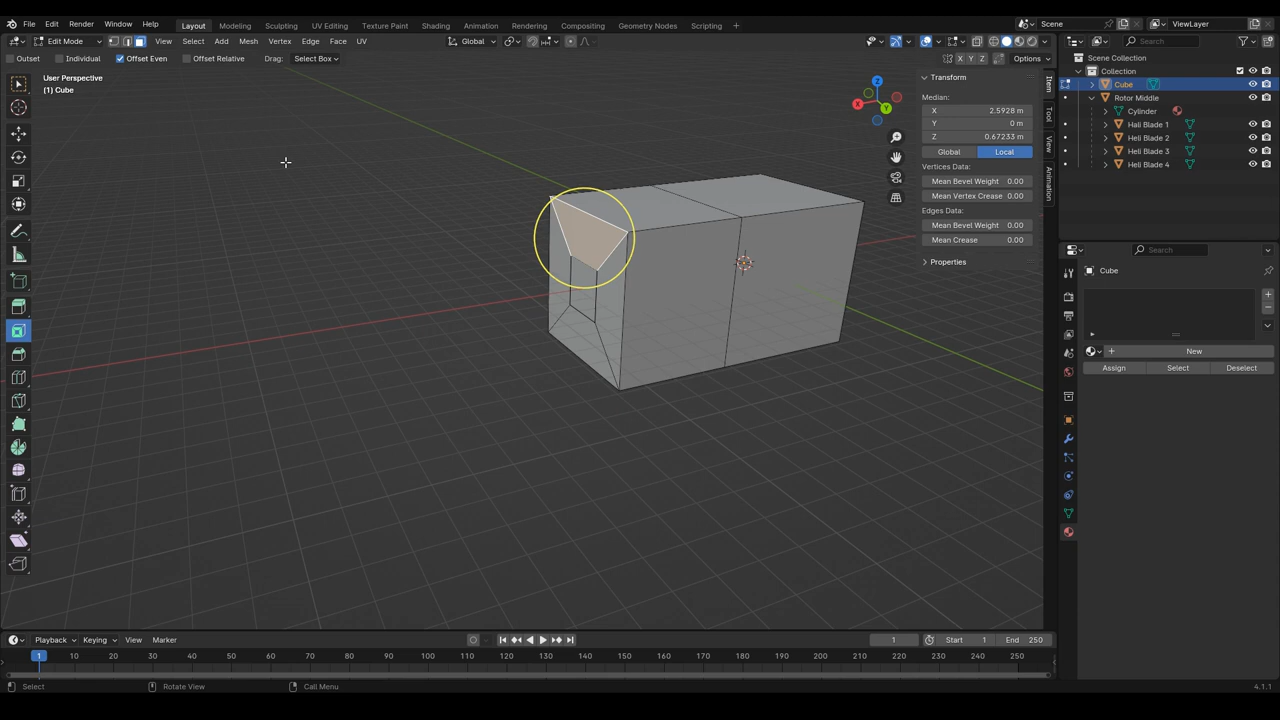 File Edit Render Window Help Layout Modeling Sculpting UV Editing Texture Paint Shading Animation Rendering Compositing Geometry Nodes Scripting Scene ViewLayer
Edit Mode View Select Add Mesh Vertex Edge Face UV Global
Search
Outset Individual Offset Even Offset Relative Drag: Select Box X Y Z Options
User Perspective
(1) Cube
Z
X
Y
Transform
Median:
X 2.5928 m
Y 0 m
Z 0.67233 m
Global Local
Vertices Data:
Mean Bevel Weight 0.00
Mean Vertex Crease 0.00
Edges Data:
Mean Bevel Weight 0.00
Mean Crease 0.00
Properties
Item
Tool
View
Animation
Scene Collection
Collection
Cube
Rotor Middle
Cylinder
Heli Blade 1
Heli Blade 2
Heli Blade 3
Heli Blade 4
Search
Cube
New
Assign Select Deselect
Playback Keying View Marker 1 Start 1 End 250
1 10 20 30 40 50 60 70 80 90 100 110 120 130 140 150 160 170 180 190 200 210 220 230 240 250
Select Rotate View Call Menu 4.1.1